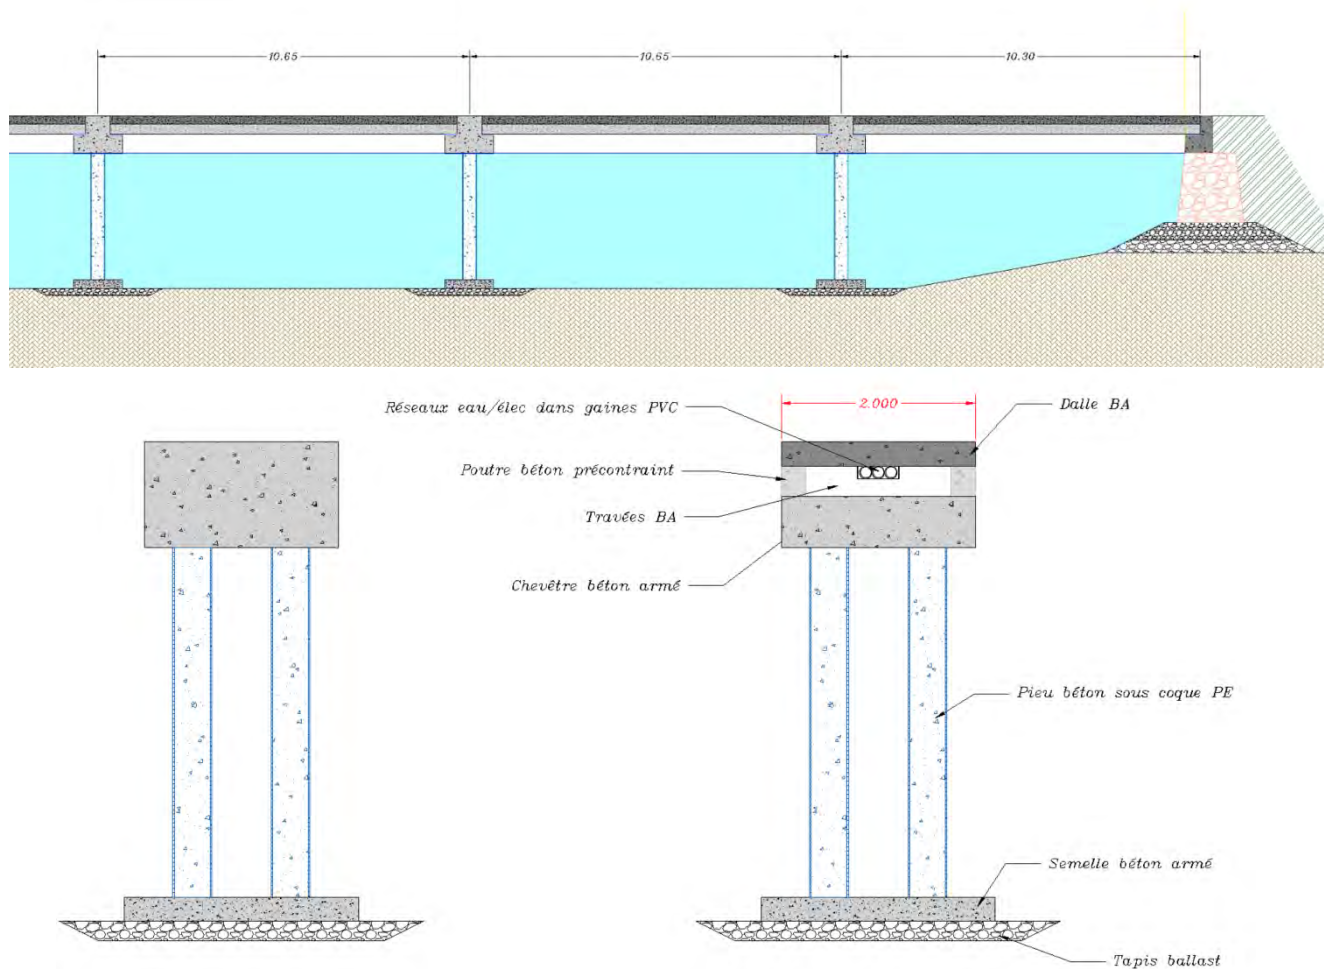 10.65
10.65
10.30
Réseaux eau/élec dans gaines PVC
2.000
Dalle BA
Poutre béton précontraint
Travées BA
Chevêtre béton armé
Pieu béton sous coque PE
Semelle béton armé
Tapis ballast